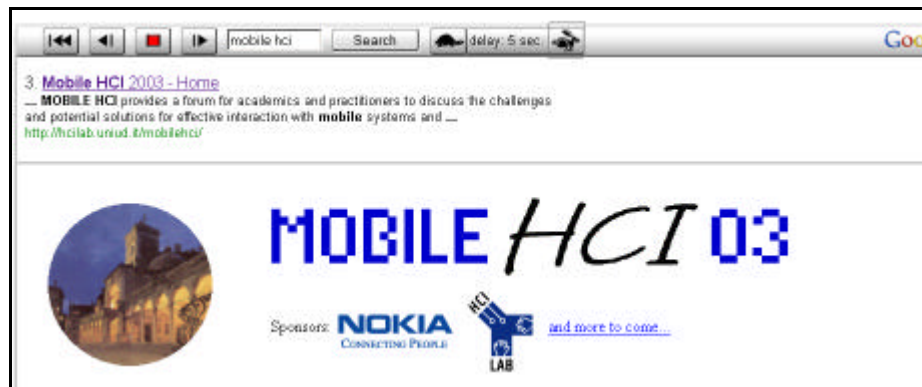 mobile hci Search delay: 5 sec. Goo
3. Mobile HCI 2003 - Home
... MOBILE HCI provides a forum for academics and practitioners to discuss the challenges
and potential solutions for effective interaction with mobile systems and ...
http://hcilab.uniud.it/mobilehci/
MOBILE HCI 03
HCI
Sponsors: NOKIA and more to come...
CONNECTING PEOPLE
LAB